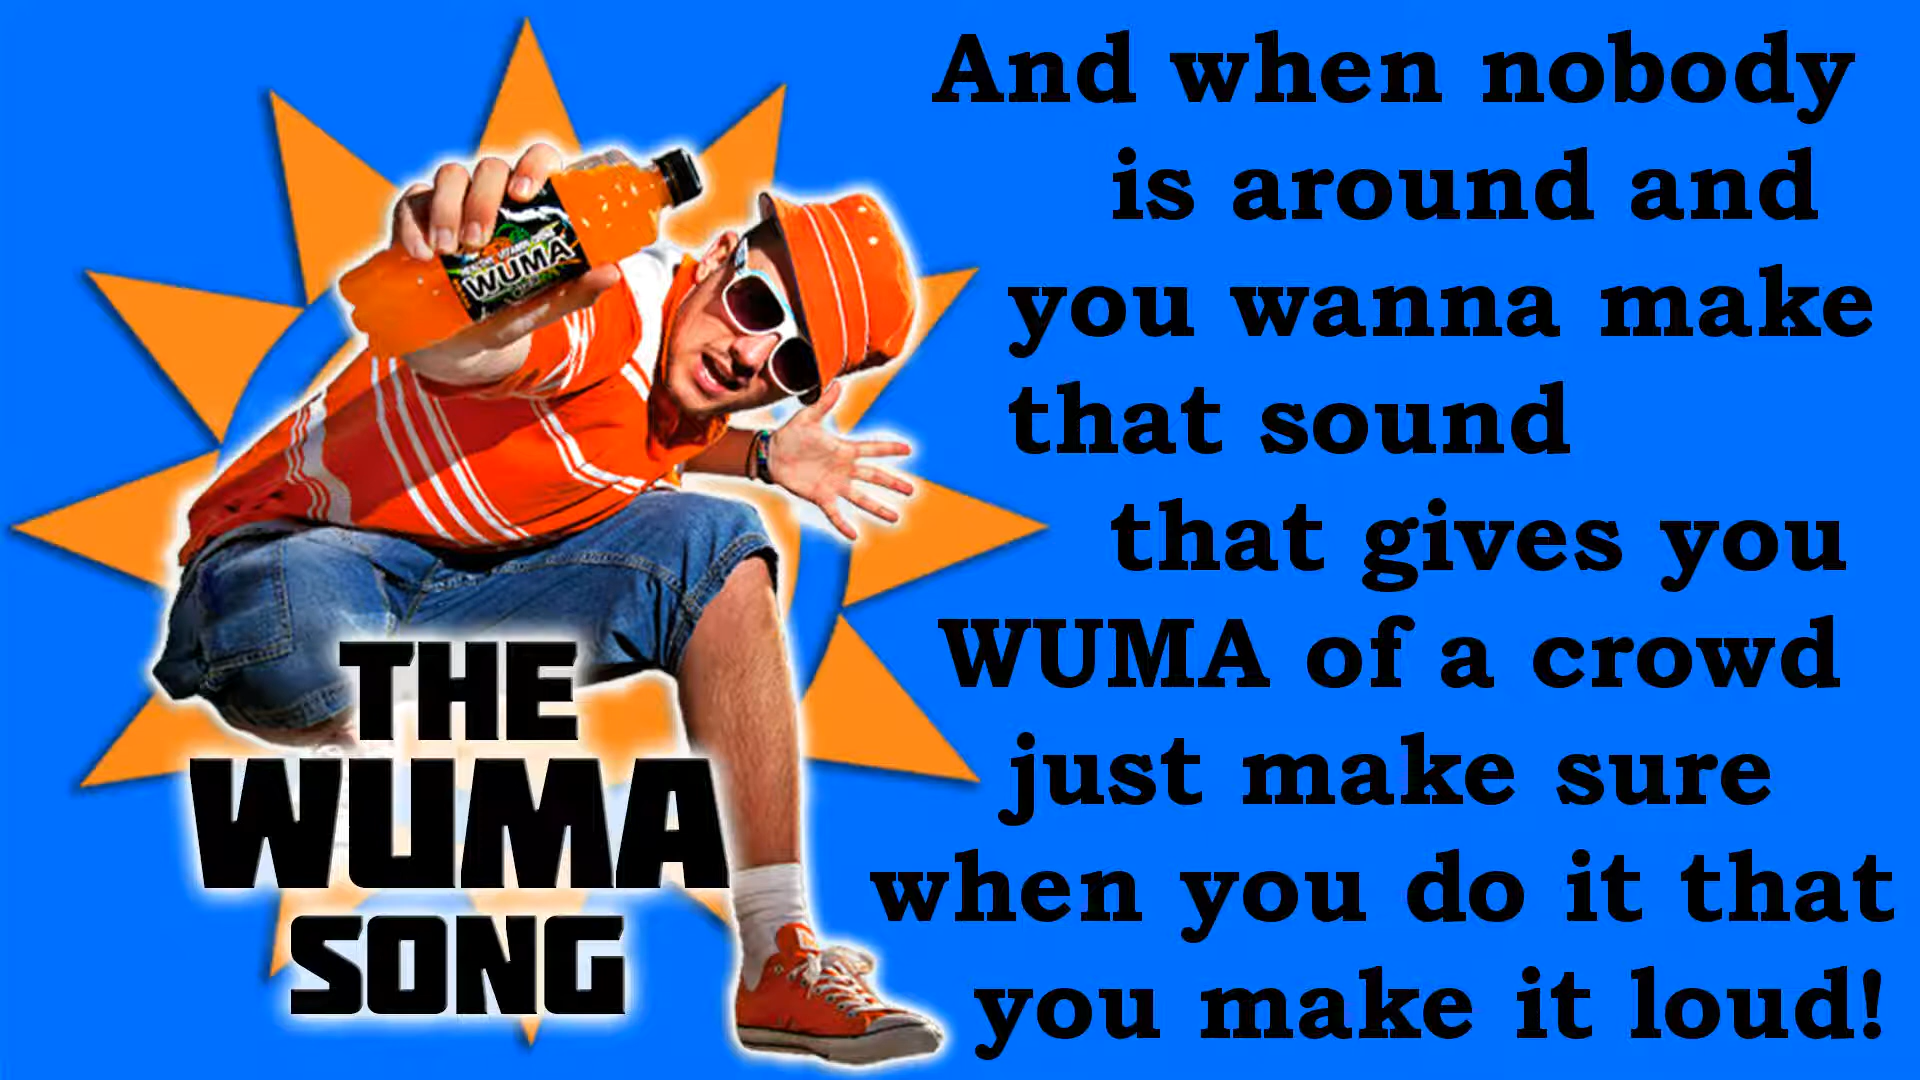 And when nobody
is around and
you wanna make
that sound
that gives you
WUMA of a crowd
just make sure
when you do it that
you make it loud!
WUMA
THE
WUMA
SONG